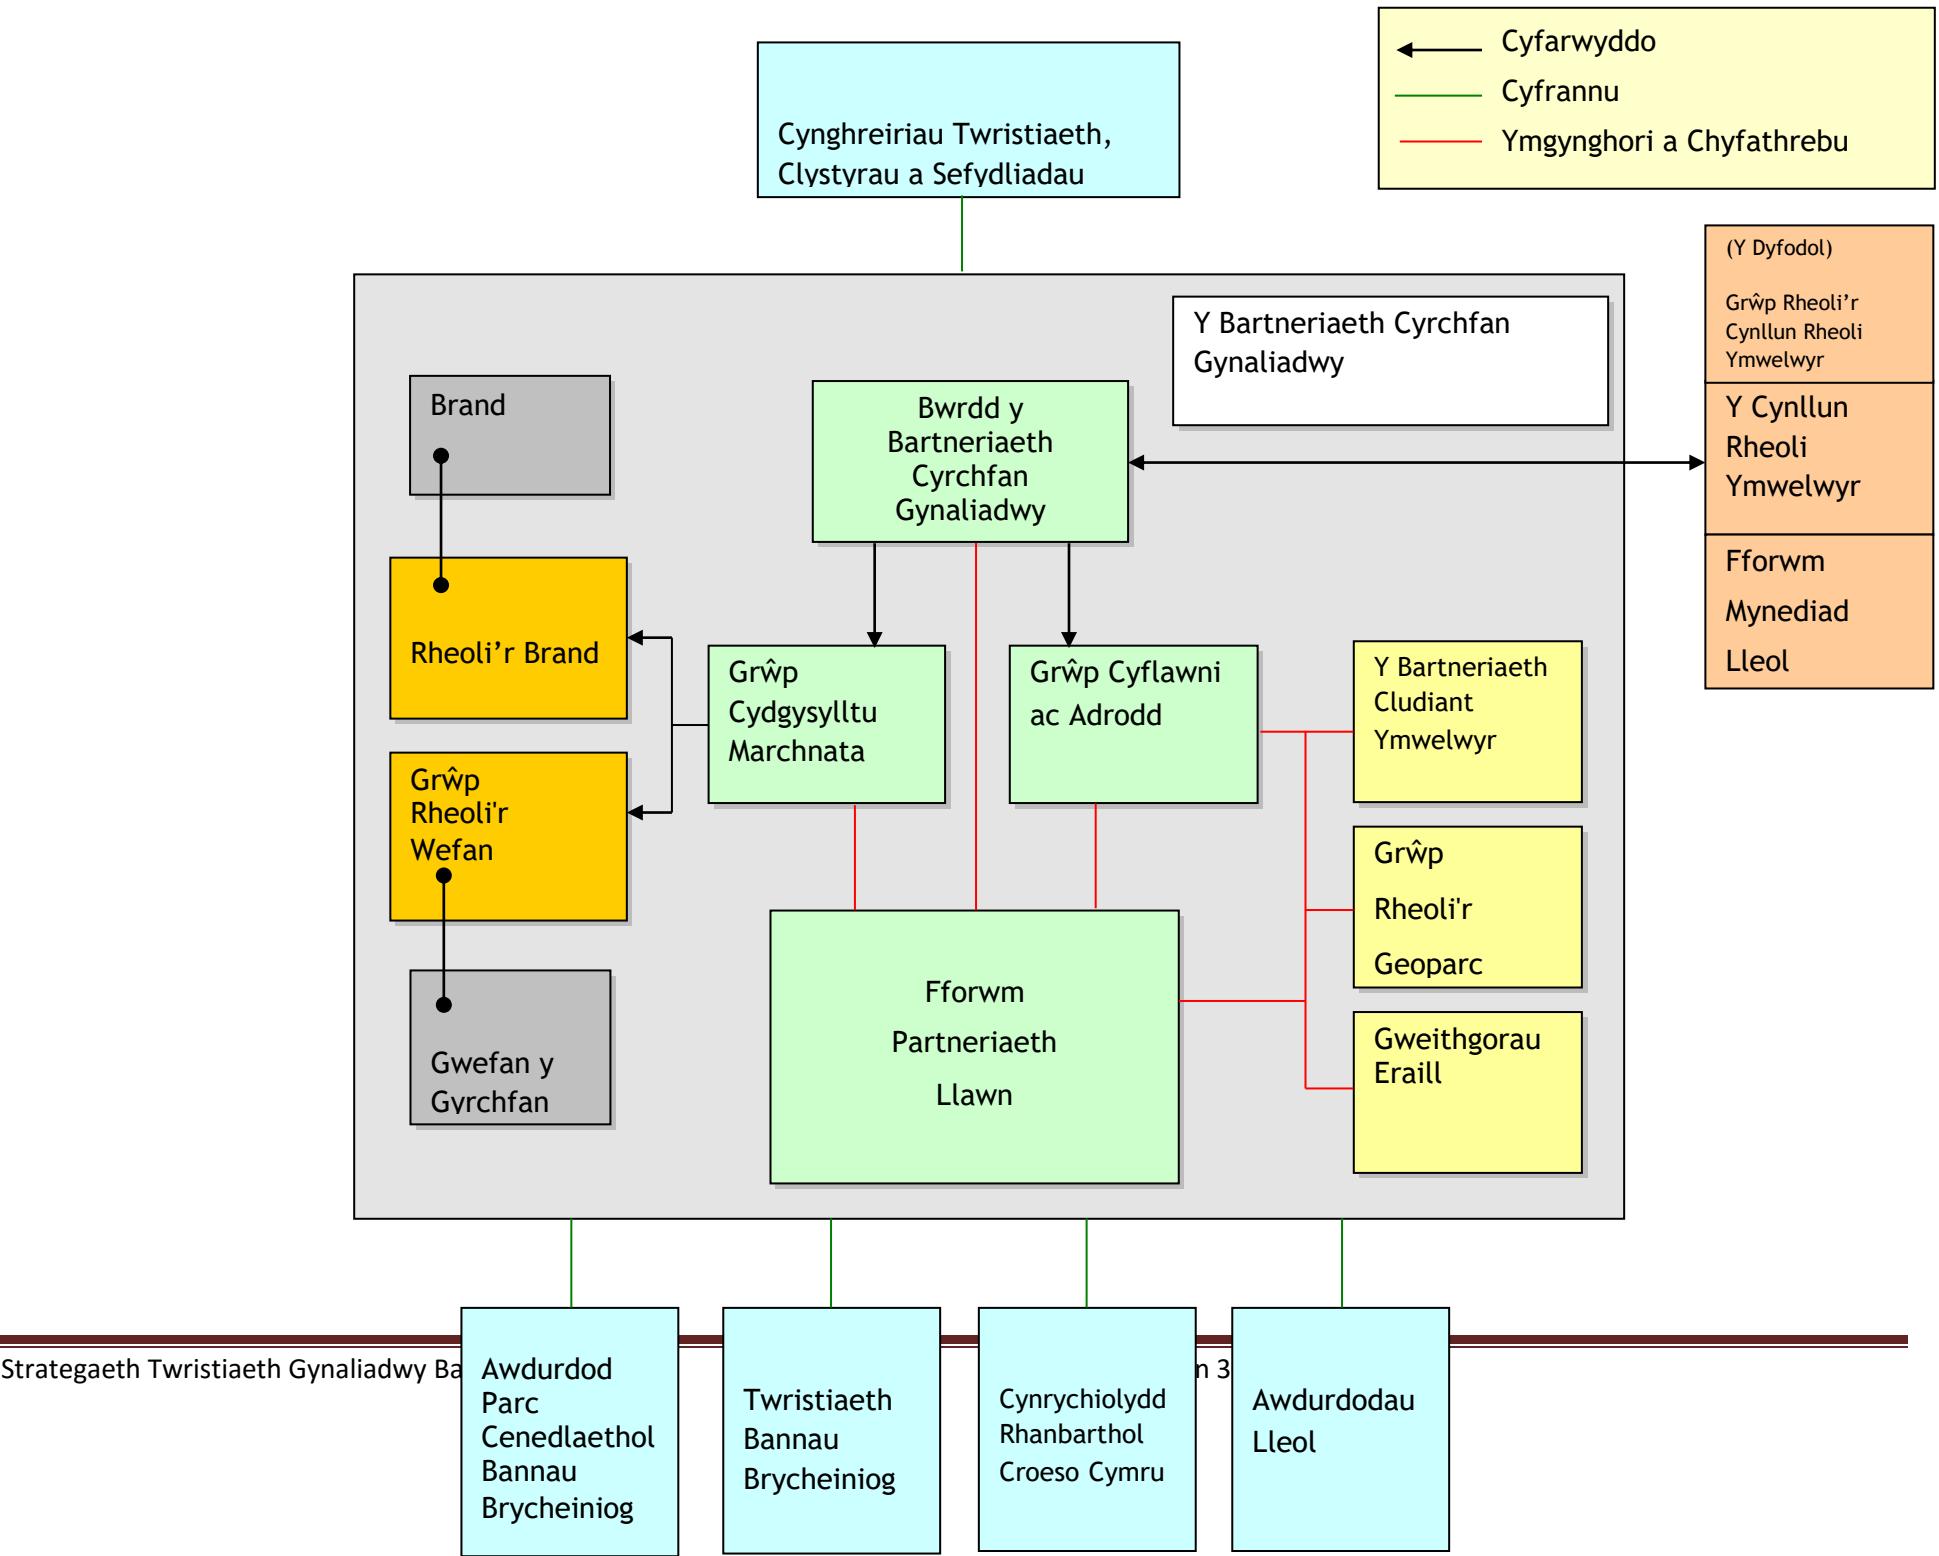 Cyfarwyddo
Cyfrannu
Ymgynghori a Chyfathrebu
Cynghreiriau Twristiaeth,
Clystyrau a Sefydliadau
(Y Dyfodol)
Grŵp Rheoli’r
Cynllun Rheoli
Ymwelwyr
Y Cynllun
Rheoli
Ymwelwyr
Fforwm
Mynediad
Lleol
Y Bartneriaeth Cyrchfan
Gynaliadwy
Brand
Bwrdd y
Bartneriaeth
Cyrchfan
Gynaliadwy
Rheoli’r Brand
Grŵp
Cydgysylltu
Marchnata
Grŵp Cyflawni
ac Adrodd
Y Bartneriaeth
Cludiant
Ymwelwyr
Grŵp
Rheoli'r
Wefan
Grŵp
Rheoli'r
Geoparc
Fforwm
Partneriaeth
Llawn
Gweithgorau
Eraill
Gwefan y
Gyrchfan
Strategaeth Twristiaeth Gynaliadwy Ba
n 3
Awdurdod
Parc
Cenedlaethol
Bannau
Brycheiniog
Twristiaeth
Bannau
Brycheiniog
Cynrychiolydd
Rhanbarthol
Croeso Cymru
Awdurdodau
Lleol